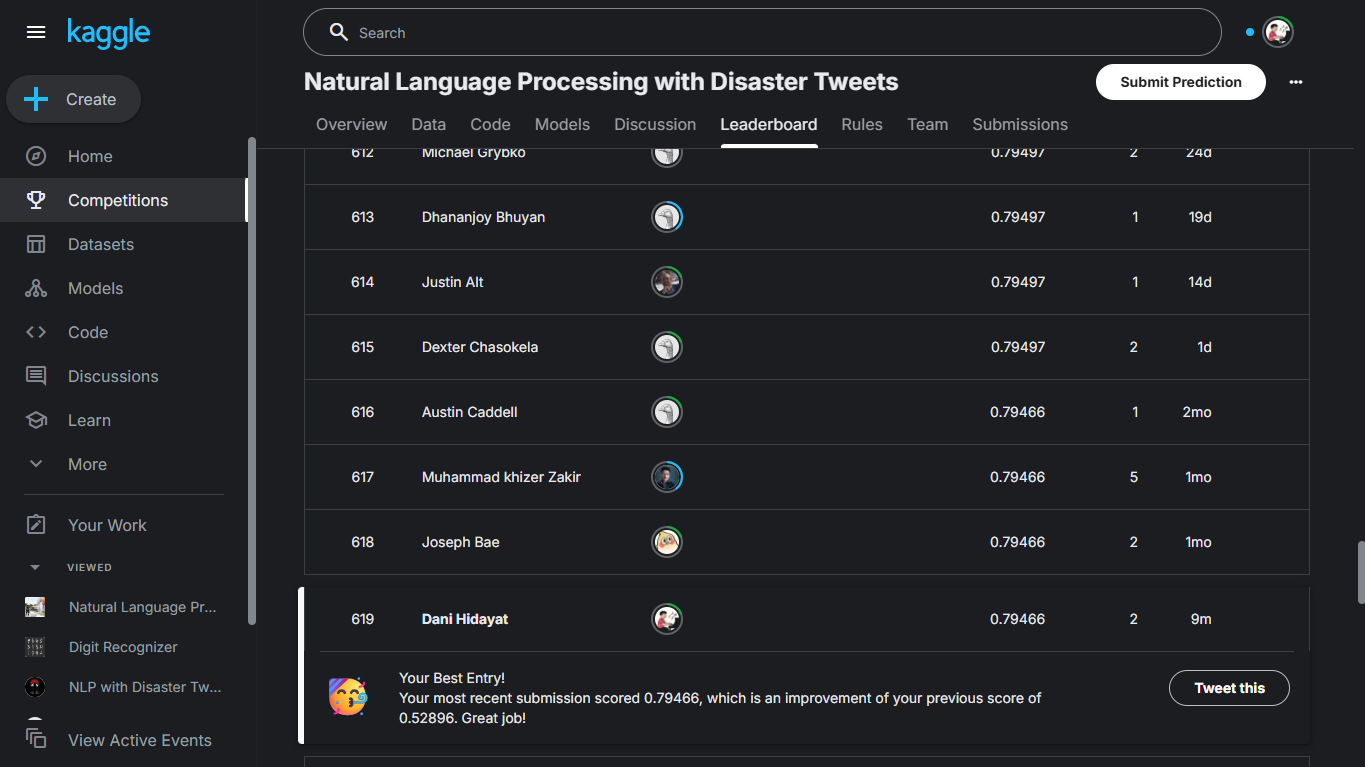 kaggle
Search
Create
Home
Competitions
Datasets
Models
Code
Discussions
Learn
More
Your Work
VIEWED
Natural Language Pr...
Digit Recognizer
NLP with Disaster Tw...
View Active Events
Natural Language Processing with Disaster Tweets
Submit Prediction
Overview Data Code Models Discussion Leaderboard Rules Team Submissions
612 Michael Grybko 0.79497 2 24d
613 Dhananjoy Bhuyan 0.79497 1 19d
614 Justin Alt 0.79497 1 14d
615 Dexter Chasokela 0.79497 2 1d
616 Austin Caddell 0.79466 1 2mo
617 Muhammad khizer Zakir 0.79466 5 1mo
618 Joseph Bae 0.79466 2 1mo
619 Dani Hidayat 0.79466 2 9m
Your Best Entry!
Your most recent submission scored 0.79466, which is an improvement of your previous score of
0.52896. Great job!
Tweet this